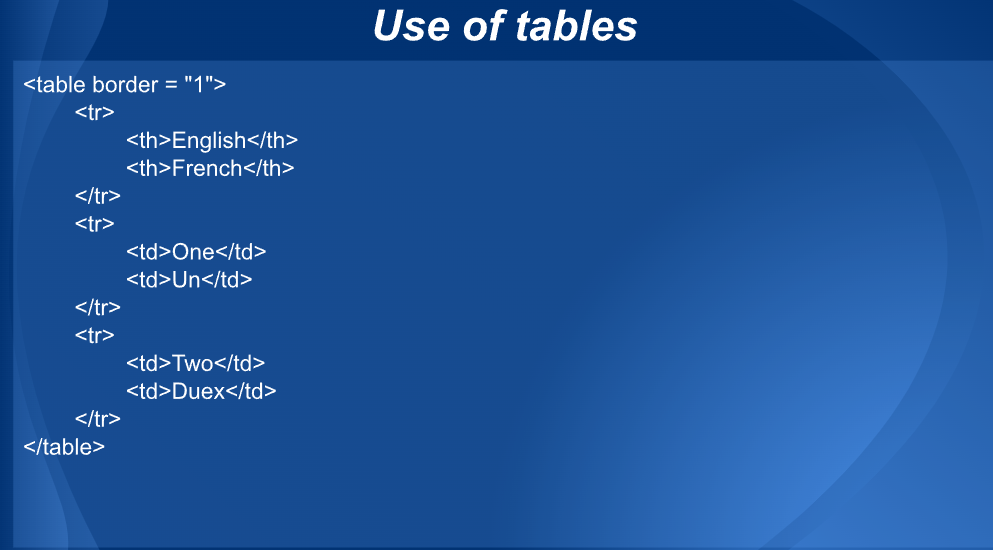 Use of tables
<table border = "1">
<tr>
<th>English</th>
<th>French</th>
</tr>
<tr>
<td>One</td>
<td>Un</td>
</tr>
<tr>
<td>Two</td>
<td>Duex</td>
</tr>
</table>